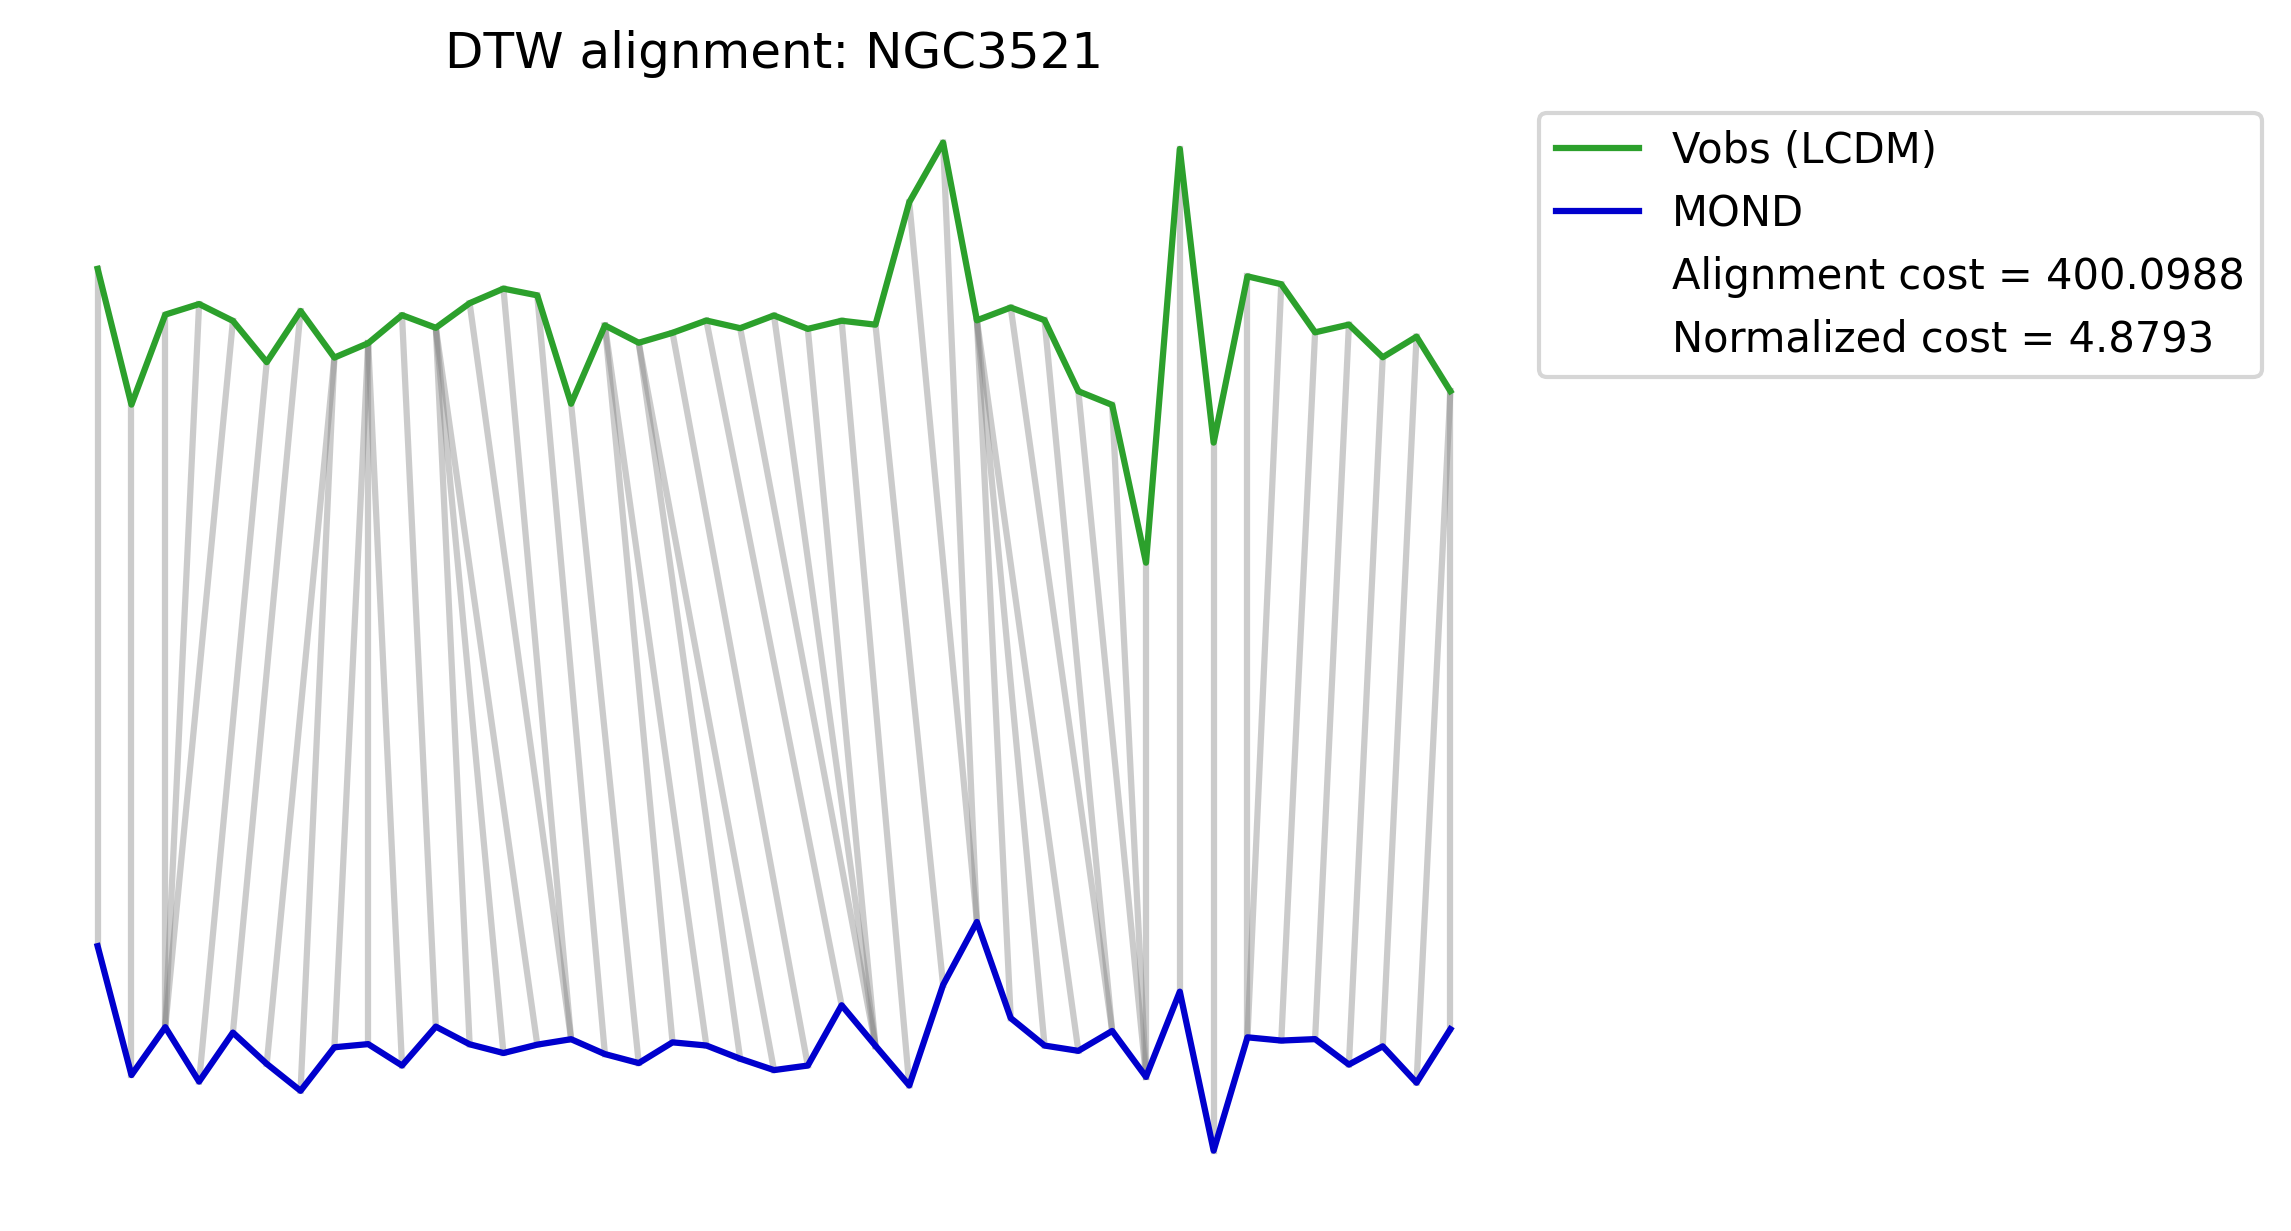 DTW alignment: NGC3521
Vobs (LCDM)
MOND
Alignment cost = 400.0988
Normalized cost = 4.8793